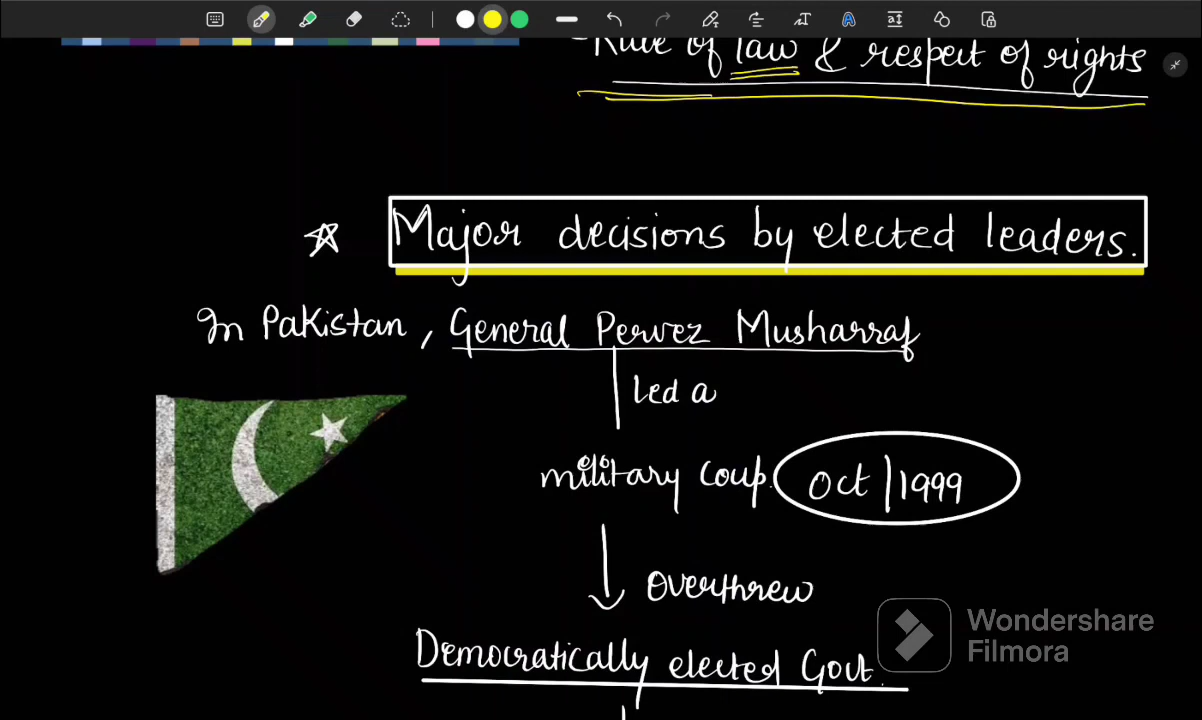 Rule of law & respect of rights
Major decisions by elected leaders.
In Pakistan, General Pervez Musharraf
Led a
military coup. Oct/1999
Overthrew
Democratically elected Govt.
Wondershare
Filmora